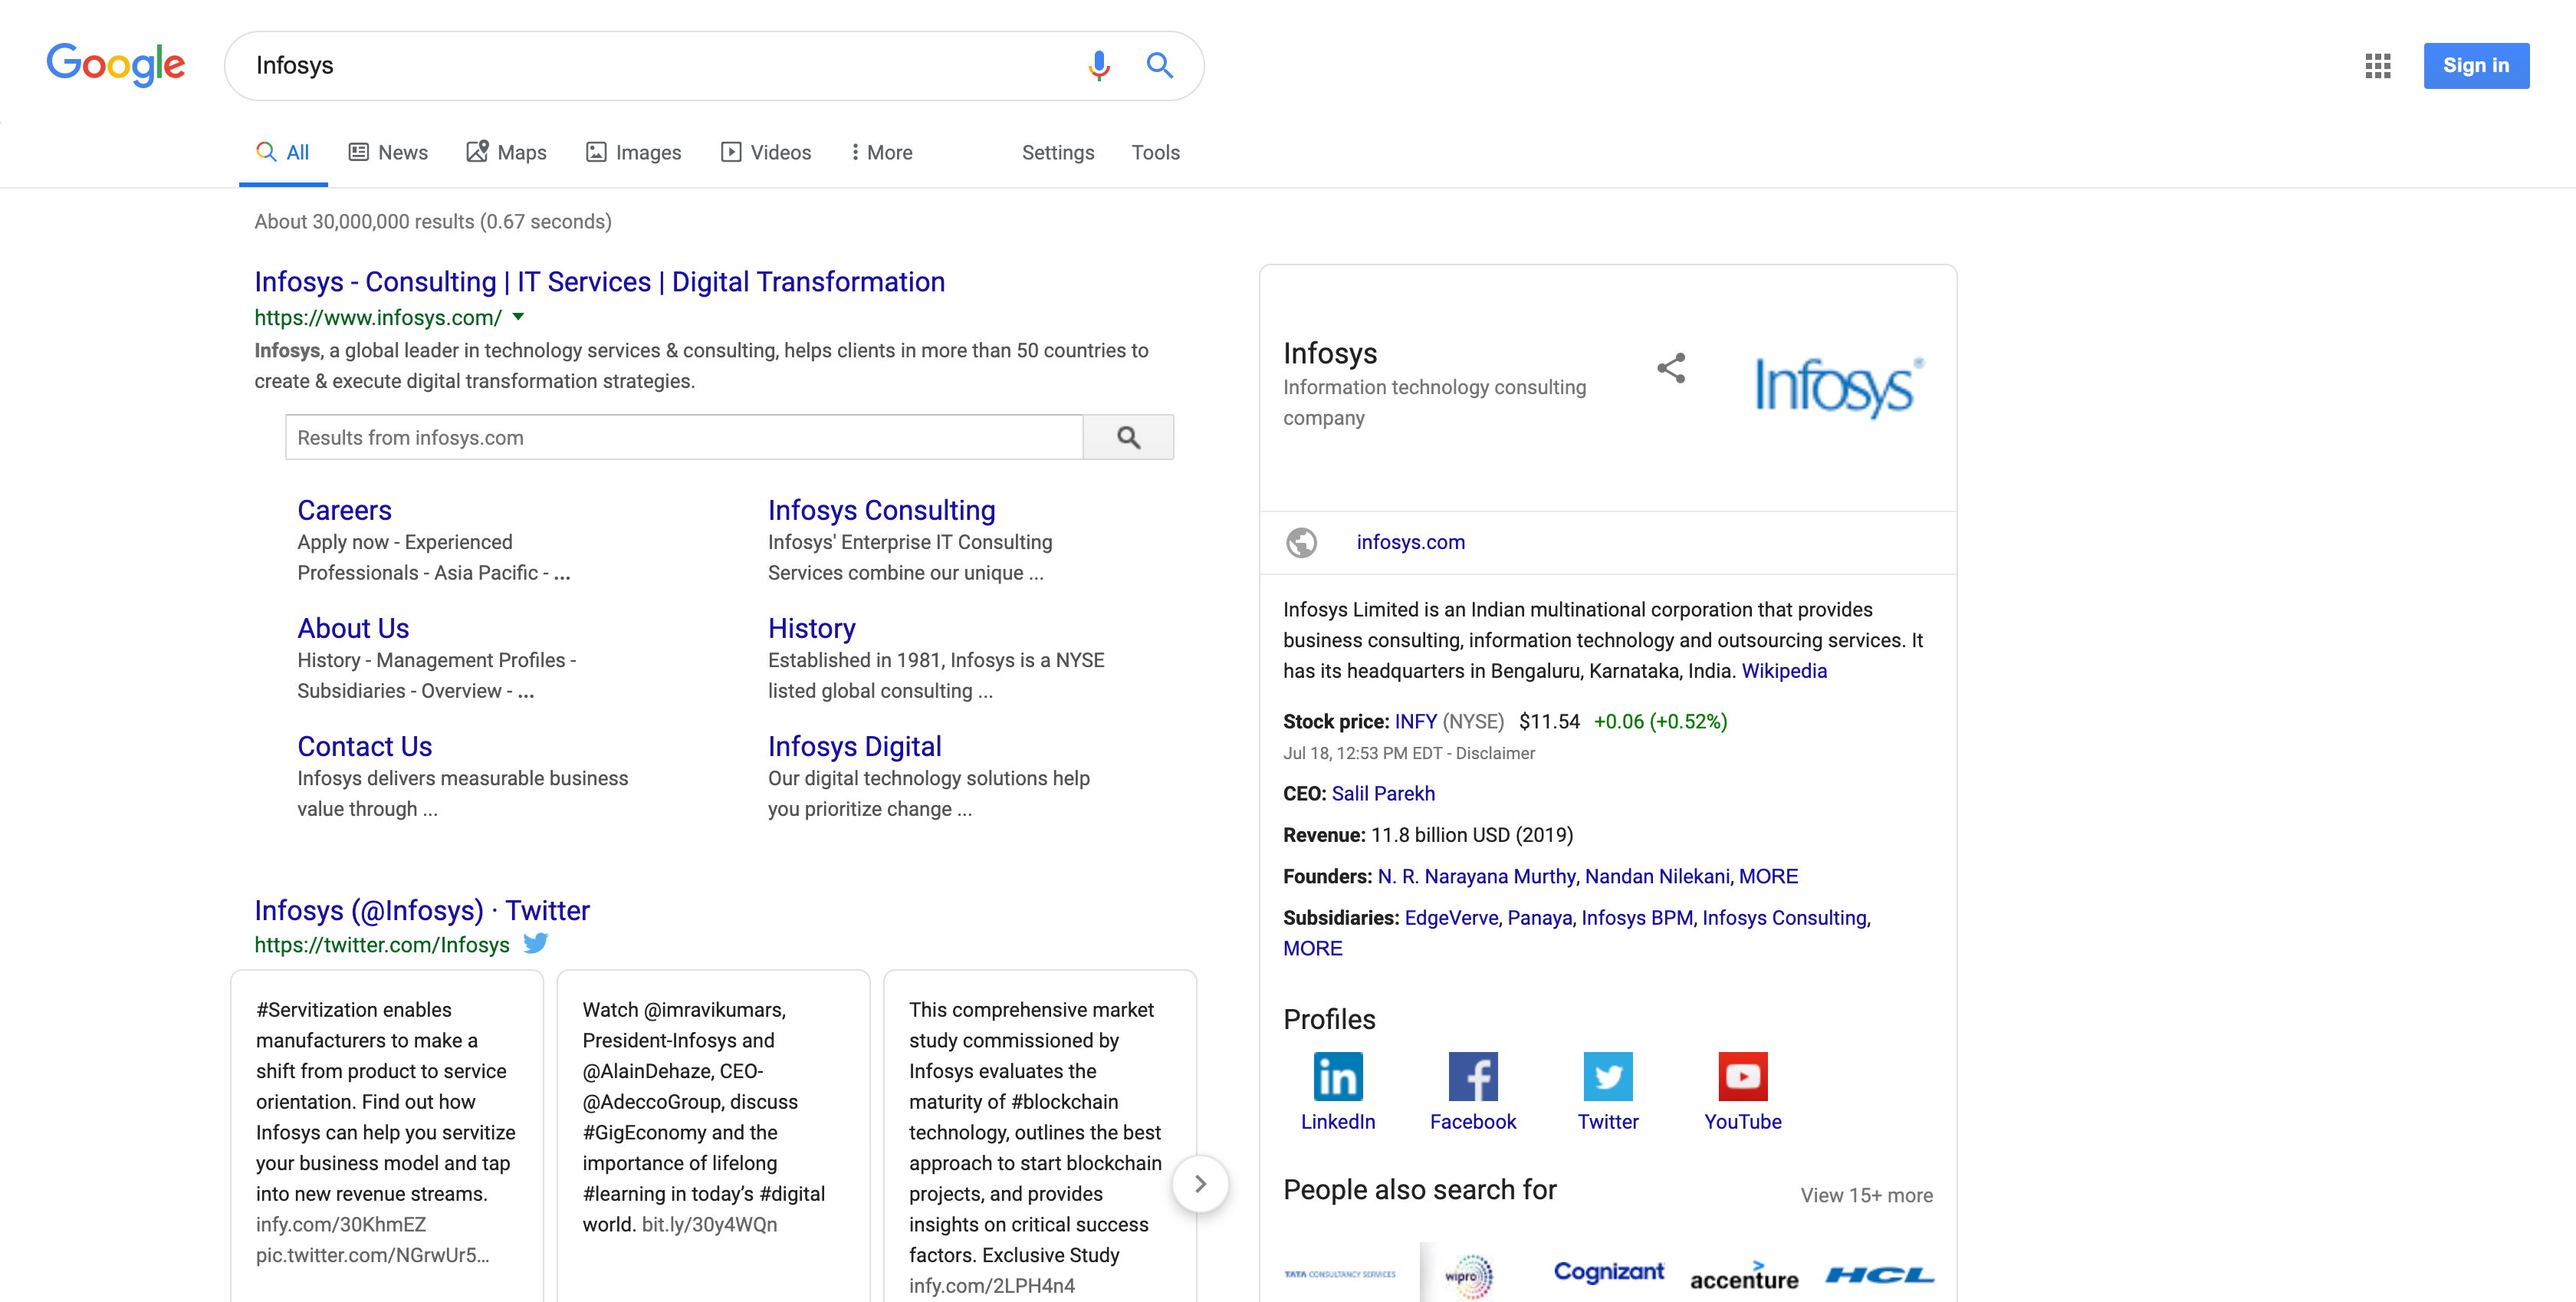 Google
Infosys
Sign in
All
News
Maps
Images
Videos
More
Settings
Tools
About 30,000,000 results (0.67 seconds)
Infosys - Consulting | IT Services | Digital Transformation
https://www.infosys.com/
Infosys, a global leader in technology services & consulting, helps clients in more than 50 countries to
create & execute digital transformation strategies.
Results from infosys.com
Careers
Apply now - Experienced
Professionals - Asia Pacific - ...
Infosys Consulting
Infosys' Enterprise IT Consulting
Services combine our unique ...
About Us
History - Management Profiles -
Subsidiaries - Overview - ...
History
Established in 1981, Infosys is a NYSE
listed global consulting ...
Contact Us
Infosys delivers measurable business
value through ...
Infosys Digital
Our digital technology solutions help
you prioritize change ...
Infosys (@Infosys) · Twitter
https://twitter.com/Infosys
#Servitization enables
manufacturers to make a
shift from product to service
orientation. Find out how
Infosys can help you servitize
your business model and tap
into new revenue streams.
infy.com/30KhmEZ
pic.twitter.com/NGrwUr5…
Watch @imravikumars,
President-Infosys and
@AlainDehaze, CEO-
@AdeccoGroup, discuss
#GigEconomy and the
importance of lifelong
#learning in today’s #digital
world. bit.ly/30y4WQn
This comprehensive market
study commissioned by
Infosys evaluates the
maturity of #blockchain
technology, outlines the best
approach to start blockchain
projects, and provides
insights on critical success
factors. Exclusive Study
infy.com/2LPH4n4
Infosys
Information technology consulting
company
Infosys®
infosys.com
Infosys Limited is an Indian multinational corporation that provides
business consulting, information technology and outsourcing services. It
has its headquarters in Bengaluru, Karnataka, India. Wikipedia
Stock price: INFY (NYSE) $11.54 +0.06 (+0.52%)
Jul 18, 12:53 PM EDT - Disclaimer
CEO: Salil Parekh
Revenue: 11.8 billion USD (2019)
Founders: N. R. Narayana Murthy, Nandan Nilekani, MORE
Subsidiaries: EdgeVerve, Panaya, Infosys BPM, Infosys Consulting,
MORE
Profiles
LinkedIn
Facebook
Twitter
YouTube
People also search for
View 15+ more
TATA CONSULTANCY SERVICES
wipro
Cognizant
accenture
HCL